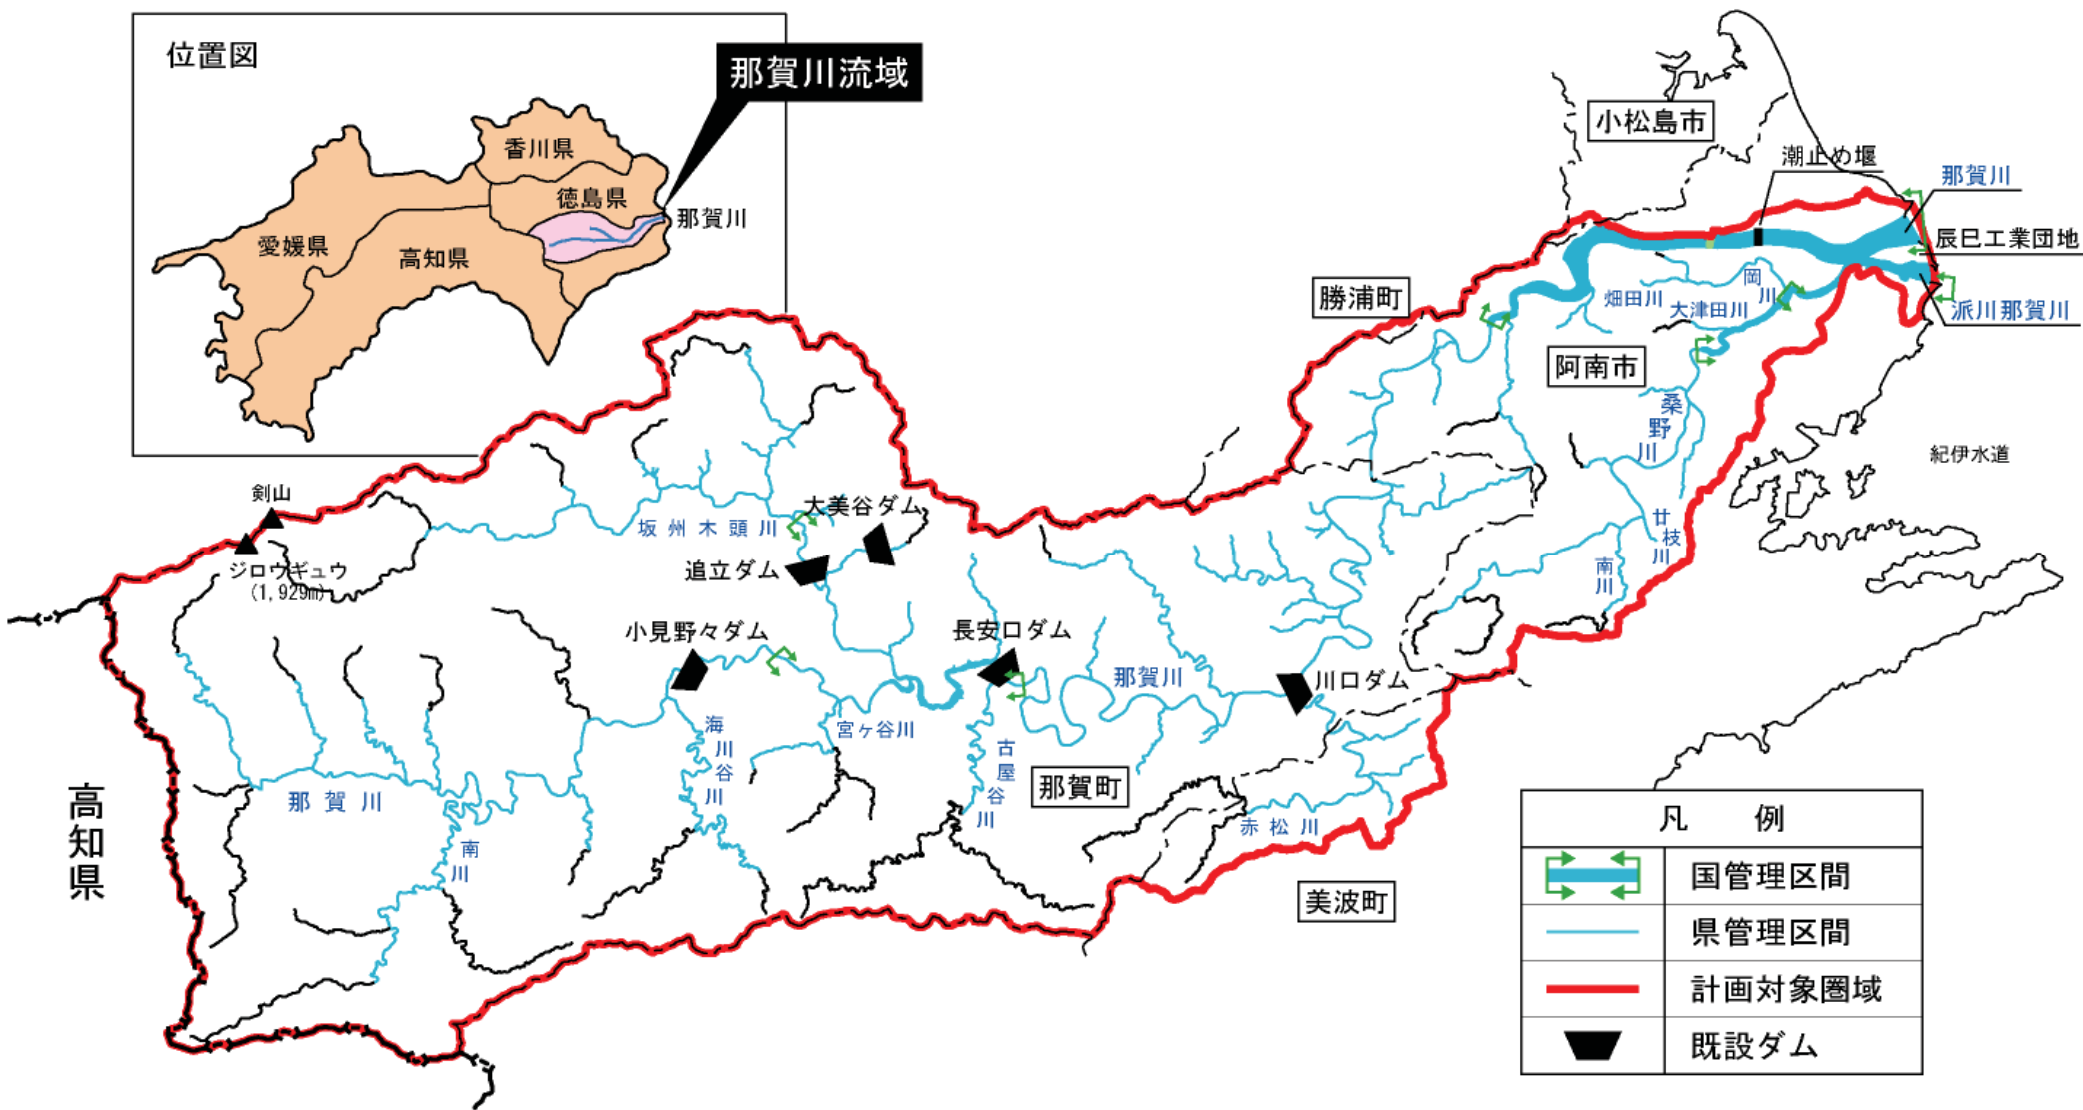 位置図
那賀川流域
香川県
徳島県
愛媛県
高知県
那賀川
小松島市
潮止め堰
那賀川
辰巳工業団地
派川那賀川
勝浦町
畑田川
岡川
大津田川
阿南市
桑野川
紀伊水道
廿枝川
南川
剣山
ジロウギュウ
(1,929m)
坂州木頭川
大美谷ダム
追立ダム
小見野々ダム
長安口ダム
那賀川
川口ダム
海川谷川
宮ヶ谷川
古屋谷川
那賀町
那賀川
南川
赤松川
美波町
高知県
凡例
国管理区間
県管理区間
計画対象圏域
既設ダム